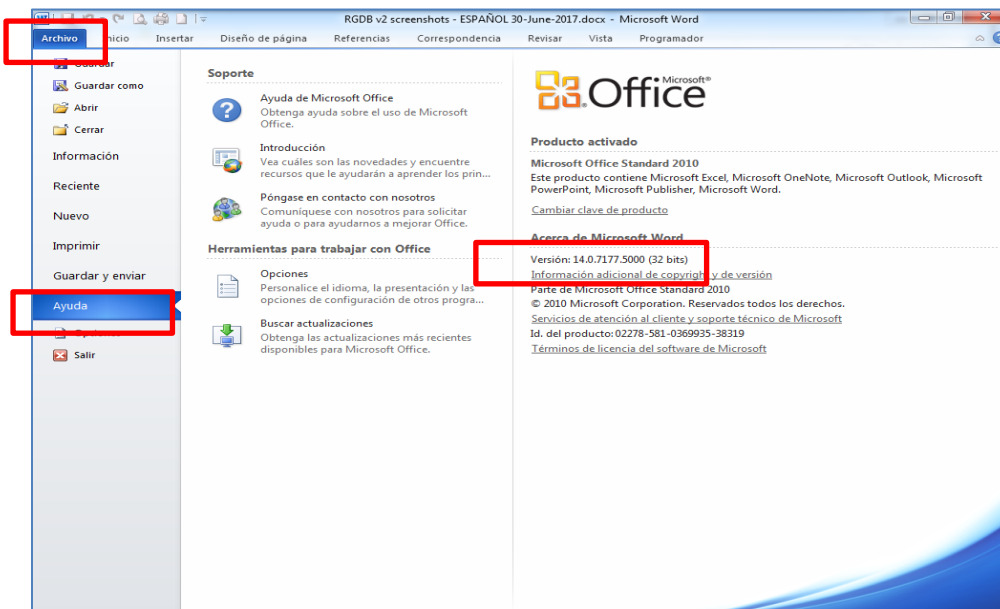 RGDB v2 screenshots - ESPAÑOL 30-June-2017.docx - Microsoft Word
Archivo Inicio Insertar Diseño de página Referencias Correspondencia Revisar Vista Programador
Guardar
Guardar como
Abrir
Cerrar
Información
Reciente
Nuevo
Imprimir
Guardar y enviar
Ayuda
Opciones
Salir
Soporte
Ayuda de Microsoft Office
Obtenga ayuda sobre el uso de Microsoft
Office.
Introducción
Vea cuáles son las novedades y encuentre
recursos que le ayudarán a aprender los prin...
Póngase en contacto con nosotros
Comuníquese con nosotros para solicitar
ayuda o para ayudarnos a mejorar Office.
Herramientas para trabajar con Office
Opciones
Personalice el idioma, la presentación y las
opciones de configuración de otros progra...
Buscar actualizaciones
Obtenga las actualizaciones más recientes
disponibles para Microsoft Office.
Microsoft®
Office
Producto activado
Microsoft Office Standard 2010
Este producto contiene Microsoft Excel, Microsoft OneNote, Microsoft Outlook, Microsoft
PowerPoint, Microsoft Publisher, Microsoft Word.
Cambiar clave de producto
Acerca de Microsoft Word
Versión: 14.0.7177.5000 (32 bits)
Información adicional de copyright y de versión
Parte de Microsoft Office Standard 2010
© 2010 Microsoft Corporation. Reservados todos los derechos.
Servicios de atención al cliente y soporte técnico de Microsoft
Id. del producto: 02278-581-0369935-38319
Términos de licencia del software de Microsoft